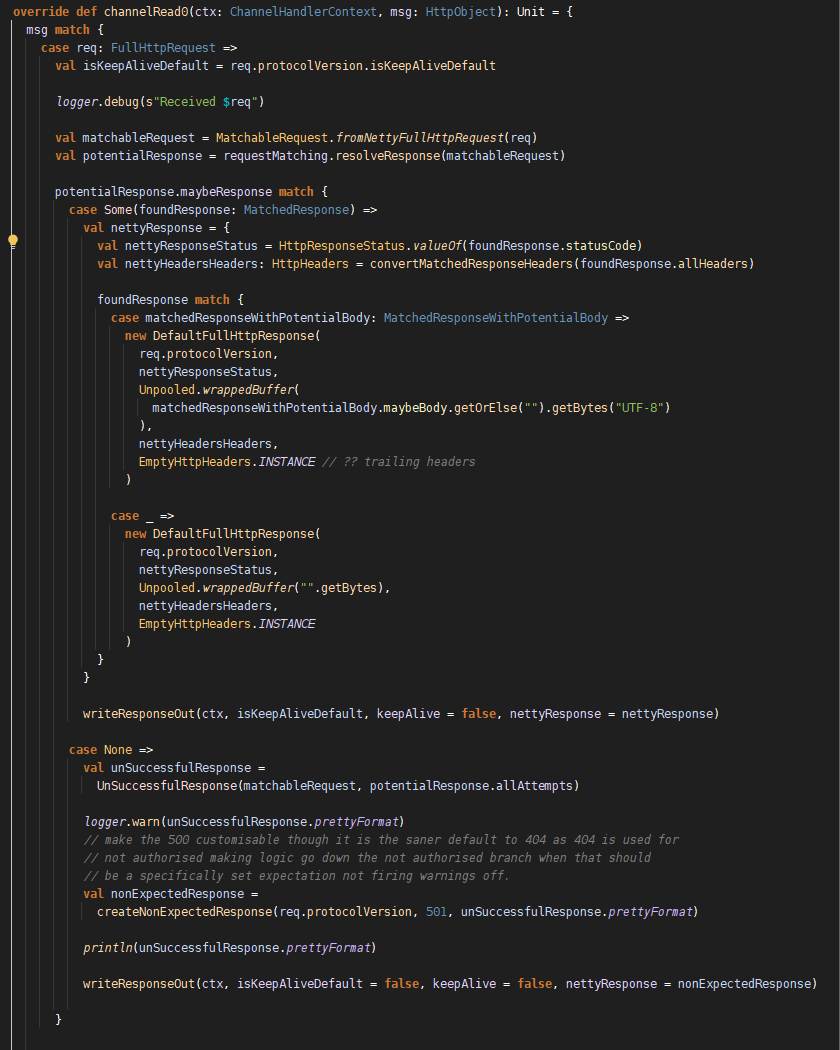 override def channelRead0(ctx: ChannelHandlerContext, msg: HttpObject): Unit = {
msg match {
case req: FullHttpRequest =>
val isKeepAliveDefault = req.protocolVersion.isKeepAliveDefault
logger.debug(s"Received $req")
val matchableRequest = MatchableRequest.fromNettyFullHttpRequest(req)
val potentialResponse = requestMatching.resolveResponse(matchableRequest)
potentialResponse.maybeResponse match {
case Some(foundResponse: MatchedResponse) =>
val nettyResponse = {
val nettyResponseStatus = HttpResponseStatus.valueOf(foundResponse.statusCode)
val nettyHeadersHeaders: HttpHeaders = convertMatchedResponseHeaders(foundResponse.allHeaders)
foundResponse match {
case matchedResponseWithPotentialBody: MatchedResponseWithPotentialBody =>
new DefaultFullHttpResponse(
req.protocolVersion,
nettyResponseStatus,
Unpooled.wrappedBuffer(
matchedResponseWithPotentialBody.maybeBody.getOrElse("").getBytes("UTF-8")
),
nettyHeadersHeaders,
EmptyHttpHeaders.INSTANCE // ?? trailing headers
)
case _ =>
new DefaultFullHttpResponse(
req.protocolVersion,
nettyResponseStatus,
Unpooled.wrappedBuffer("".getBytes),
nettyHeadersHeaders,
EmptyHttpHeaders.INSTANCE
)
}
}
writeResponseOut(ctx, isKeepAliveDefault, keepAlive = false, nettyResponse = nettyResponse)
case None =>
val unSuccessfulResponse =
UnSuccessfulResponse(matchableRequest, potentialResponse.allAttempts)
logger.warn(unSuccessfulResponse.prettyFormat)
// make the 500 customisable though it is the saner default to 404 as 404 is used for
// not authorised making logic go down the not authorised branch when that should
// be a specifically set expectation not firing warnings off.
val nonExpectedResponse =
createNonExpectedResponse(req.protocolVersion, 501, unSuccessfulResponse.prettyFormat)
println(unSuccessfulResponse.prettyFormat)
writeResponseOut(ctx, isKeepAliveDefault = false, keepAlive = false, nettyResponse = nonExpectedResponse)
}